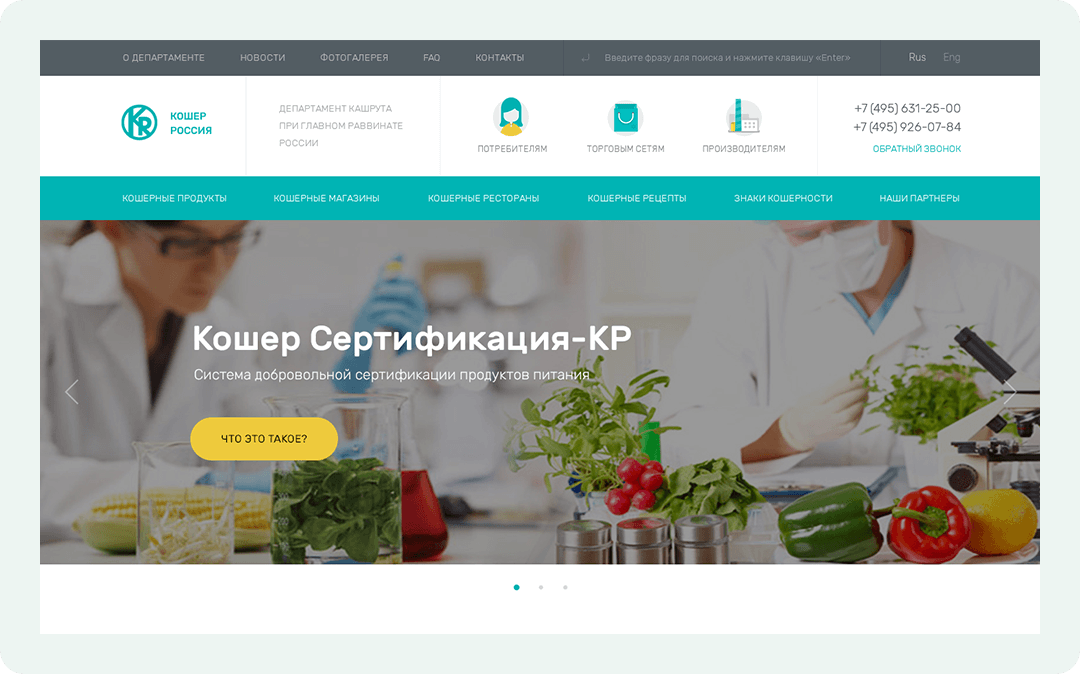 О ДЕПАРТАМЕНТЕ НОВОСТИ ФОТОГАЛЕРЕЯ FAQ КОНТАКТЫ Введите фразу для поиска и нажмите клавишу «Enter» Rus Eng
КОШЕР
РОССИЯ
ДЕПАРТАМЕНТ КАШРУТА
ПРИ ГЛАВНОМ РАВВИНАТЕ
РОССИИ
ПОТРЕБИТЕЛЯМ ТОРГОВЫМ СЕТЯМ ПРОИЗВОДИТЕЛЯМ
+7 (495) 631-25-00
+7 (495) 926-07-84
ОБРАТНЫЙ ЗВОНОК
КОШЕРНЫЕ ПРОДУКТЫ КОШЕРНЫЕ МАГАЗИНЫ КОШЕРНЫЕ РЕСТОРАНЫ КОШЕРНЫЕ РЕЦЕПТЫ ЗНАКИ КОШЕРНОСТИ НАШИ ПАРТНЕРЫ
Кошер Сертификация-КР
Система добровольной сертификации продуктов питания
ЧТО ЭТО ТАКОЕ?